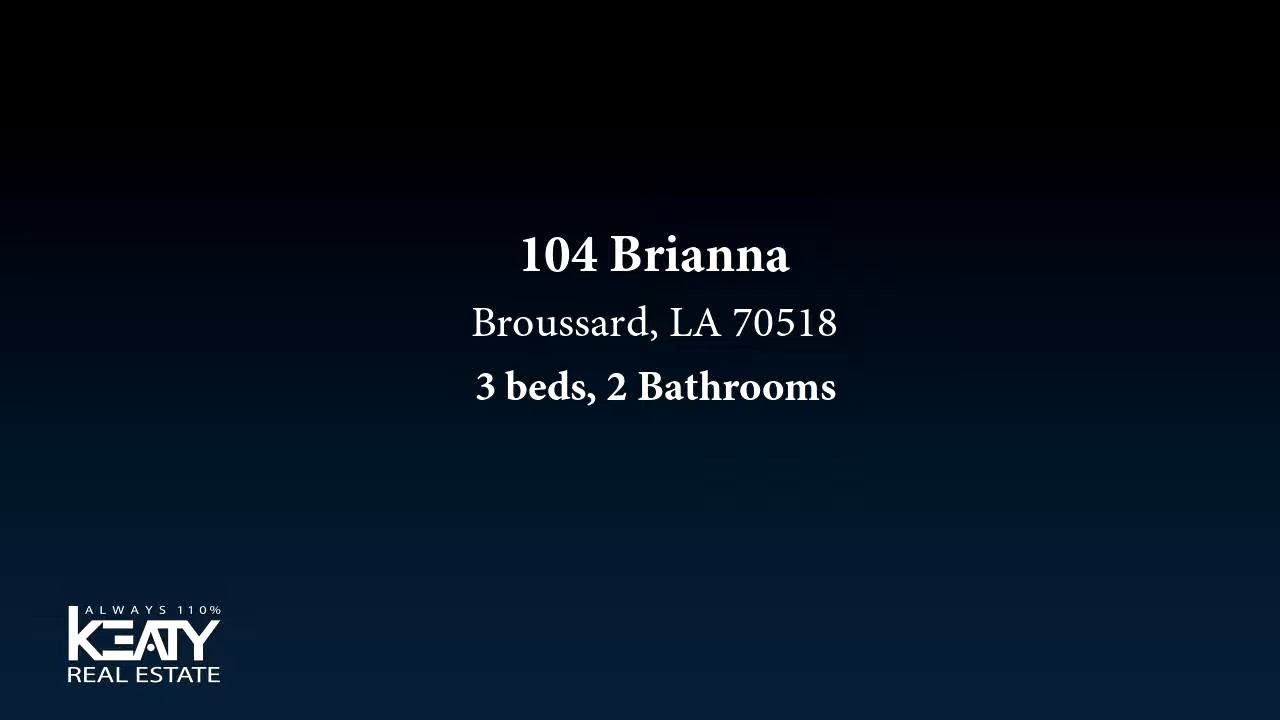 104 Brianna
Broussard, LA 70518
3 beds, 2 Bathrooms
ALWAYS 110%
KEATY
REAL ESTATE